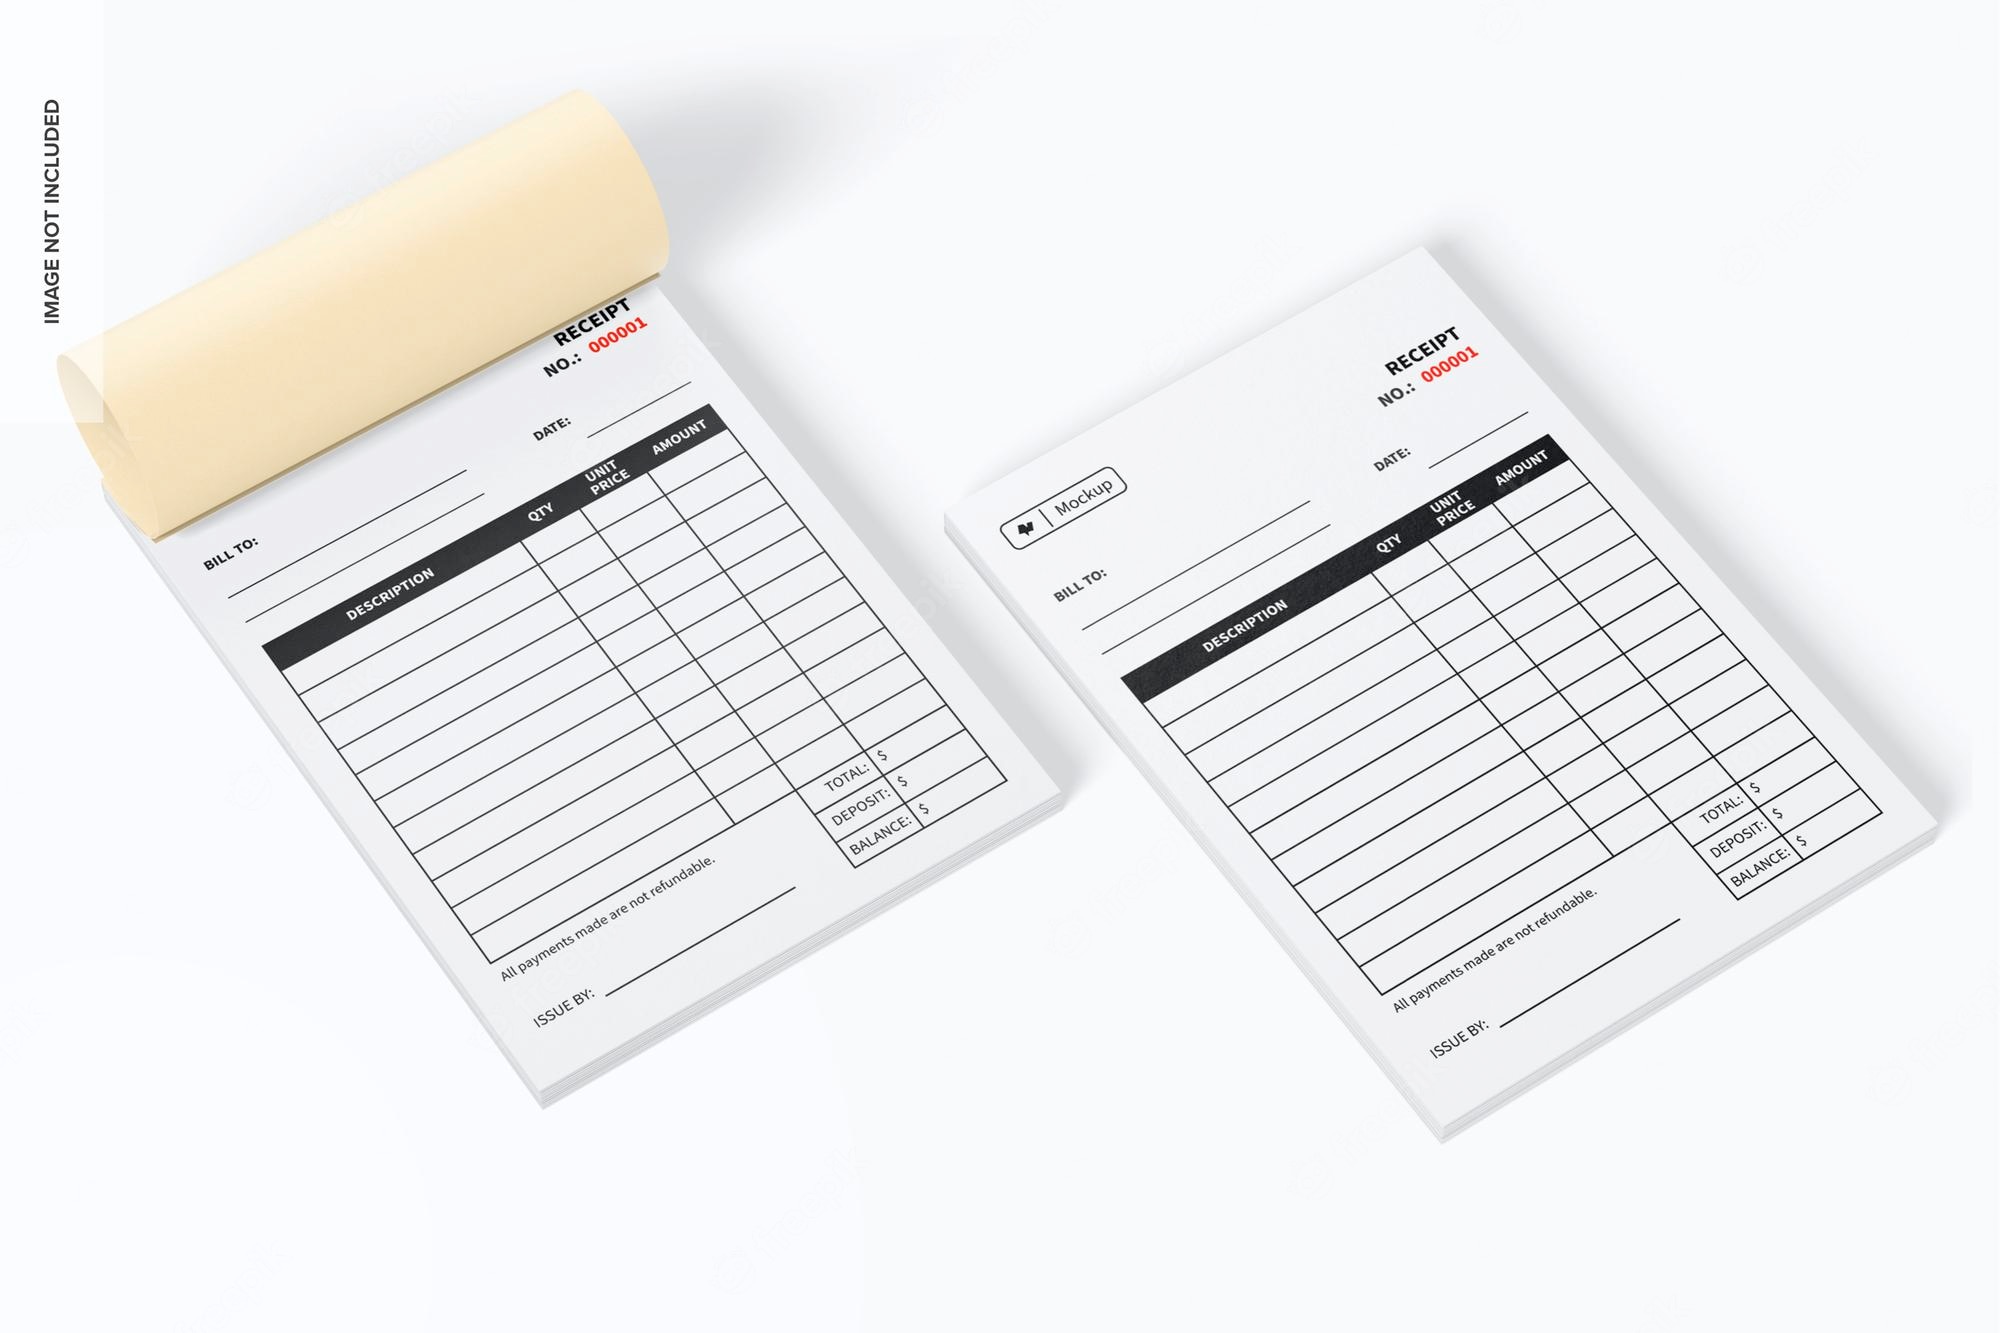 IMAGE NOT INCLUDED
RECEIPT
NO.: 000001
DATE:
BILL TO:
DESCRIPTION QTY UNIT PRICE AMOUNT
TOTAL: $
DEPOSIT: $
BALANCE: $
All payments made are not refundable.
ISSUE BY:
RECEIPT
NO.: 000001
Mockup
DATE:
BILL TO:
DESCRIPTION QTY UNIT PRICE AMOUNT
TOTAL: $
DEPOSIT: $
BALANCE: $
All payments made are not refundable.
ISSUE BY: